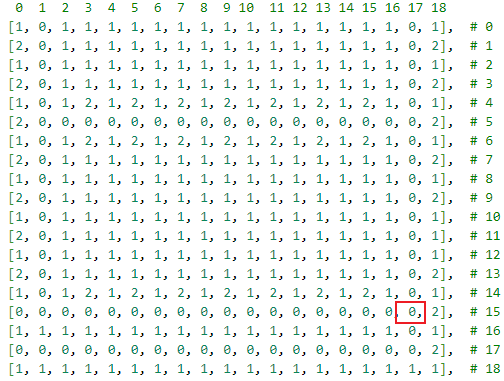 0 1 2 3 4 5 6 7 8 9 10 11 12 13 14 15 16 17 18
[1, 0, 1, 1, 1, 1, 1, 1, 1, 1, 1, 1, 1, 1, 1, 1, 1, 0, 1], # 0
[2, 0, 1, 1, 1, 1, 1, 1, 1, 1, 1, 1, 1, 1, 1, 1, 1, 0, 2], # 1
[1, 0, 1, 1, 1, 1, 1, 1, 1, 1, 1, 1, 1, 1, 1, 1, 1, 0, 1], # 2
[2, 0, 1, 1, 1, 1, 1, 1, 1, 1, 1, 1, 1, 1, 1, 1, 1, 0, 2], # 3
[1, 0, 1, 2, 1, 2, 1, 2, 1, 2, 1, 2, 1, 2, 1, 2, 1, 0, 1], # 4
[2, 0, 0, 0, 0, 0, 0, 0, 0, 0, 0, 0, 0, 0, 0, 0, 0, 0, 2], # 5
[1, 0, 1, 2, 1, 2, 1, 2, 1, 2, 1, 2, 1, 2, 1, 2, 1, 0, 1], # 6
[2, 0, 1, 1, 1, 1, 1, 1, 1, 1, 1, 1, 1, 1, 1, 1, 1, 0, 2], # 7
[1, 0, 1, 1, 1, 1, 1, 1, 1, 1, 1, 1, 1, 1, 1, 1, 1, 0, 1], # 8
[2, 0, 1, 1, 1, 1, 1, 1, 1, 1, 1, 1, 1, 1, 1, 1, 1, 0, 2], # 9
[1, 0, 1, 1, 1, 1, 1, 1, 1, 1, 1, 1, 1, 1, 1, 1, 1, 0, 1], # 10
[2, 0, 1, 1, 1, 1, 1, 1, 1, 1, 1, 1, 1, 1, 1, 1, 1, 0, 2], # 11
[1, 0, 1, 1, 1, 1, 1, 1, 1, 1, 1, 1, 1, 1, 1, 1, 1, 0, 1], # 12
[2, 0, 1, 1, 1, 1, 1, 1, 1, 1, 1, 1, 1, 1, 1, 1, 1, 0, 2], # 13
[1, 0, 1, 2, 1, 2, 1, 2, 1, 2, 1, 2, 1, 2, 1, 2, 1, 0, 1], # 14
[0, 0, 0, 0, 0, 0, 0, 0, 0, 0, 0, 0, 0, 0, 0, 0, 0, 0, 2], # 15
[1, 1, 1, 1, 1, 1, 1, 1, 1, 1, 1, 1, 1, 1, 1, 1, 1, 0, 1], # 16
[0, 0, 0, 0, 0, 0, 0, 0, 0, 0, 0, 0, 0, 0, 0, 0, 0, 0, 2], # 17
[1, 1, 1, 1, 1, 1, 1, 1, 1, 1, 1, 1, 1, 1, 1, 1, 1, 1, 1], # 18